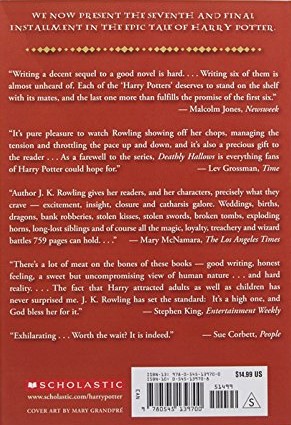 WE NOW PRESENT THE SEVENTH AND FINAL
INSTALLMENT IN THE EPIC TALE OF HARRY POTTER.
“Writing a decent sequel to a good novel is hard. . . . Writing six of them is
almost unheard of. Each of the ‘Harry Potters’ deserves to stand on the shelf
with its mates, and the last one more than fulfills the promise of the first six.”
— Malcolm Jones, Newsweek
“It’s pure pleasure to watch Rowling showing off her chops, managing the
tension and throttling the pace up and down, and it’s also a precious gift to
the reader . . . As a farewell to the series, Deathly Hallows is everything fans
of Harry Potter could hope for.” — Lev Grossman, Time
“Author J. K. Rowling gives her readers, and her characters, precisely what they
crave — excitement, insight, closure and catharsis galore. Weddings, births,
dragons, bank robberies, stolen kisses, stolen swords, broken tombs, exploding
horns, long-lost siblings and of course all the magic, loyalty, treachery and wizard
battles 759 pages can hold. . . .” — Mary McNamara, The Los Angeles Times
“There’s a lot of meat on the bones of these books — good writing, honest
feeling, a sweet but uncompromising view of human nature . . . and hard
reality. . . . The fact that Harry attracted adults as well as children has
never surprised me. J. K. Rowling has set the standard: It’s a high one, and
God bless her for it.” — Stephen King, Entertainment Weekly
“Exhilarating . . . Worth the wait? It is indeed.” — Sue Corbett, People
SCHOLASTIC
www.scholastic.com/harrypotter
COVER ART BY MARY GRANDPRÉ
ISBN-13: 978-0-545-13970-0
ISBN-10: 0-545-13970-8
$14.99 US
51499
EAN
9 780545 139700